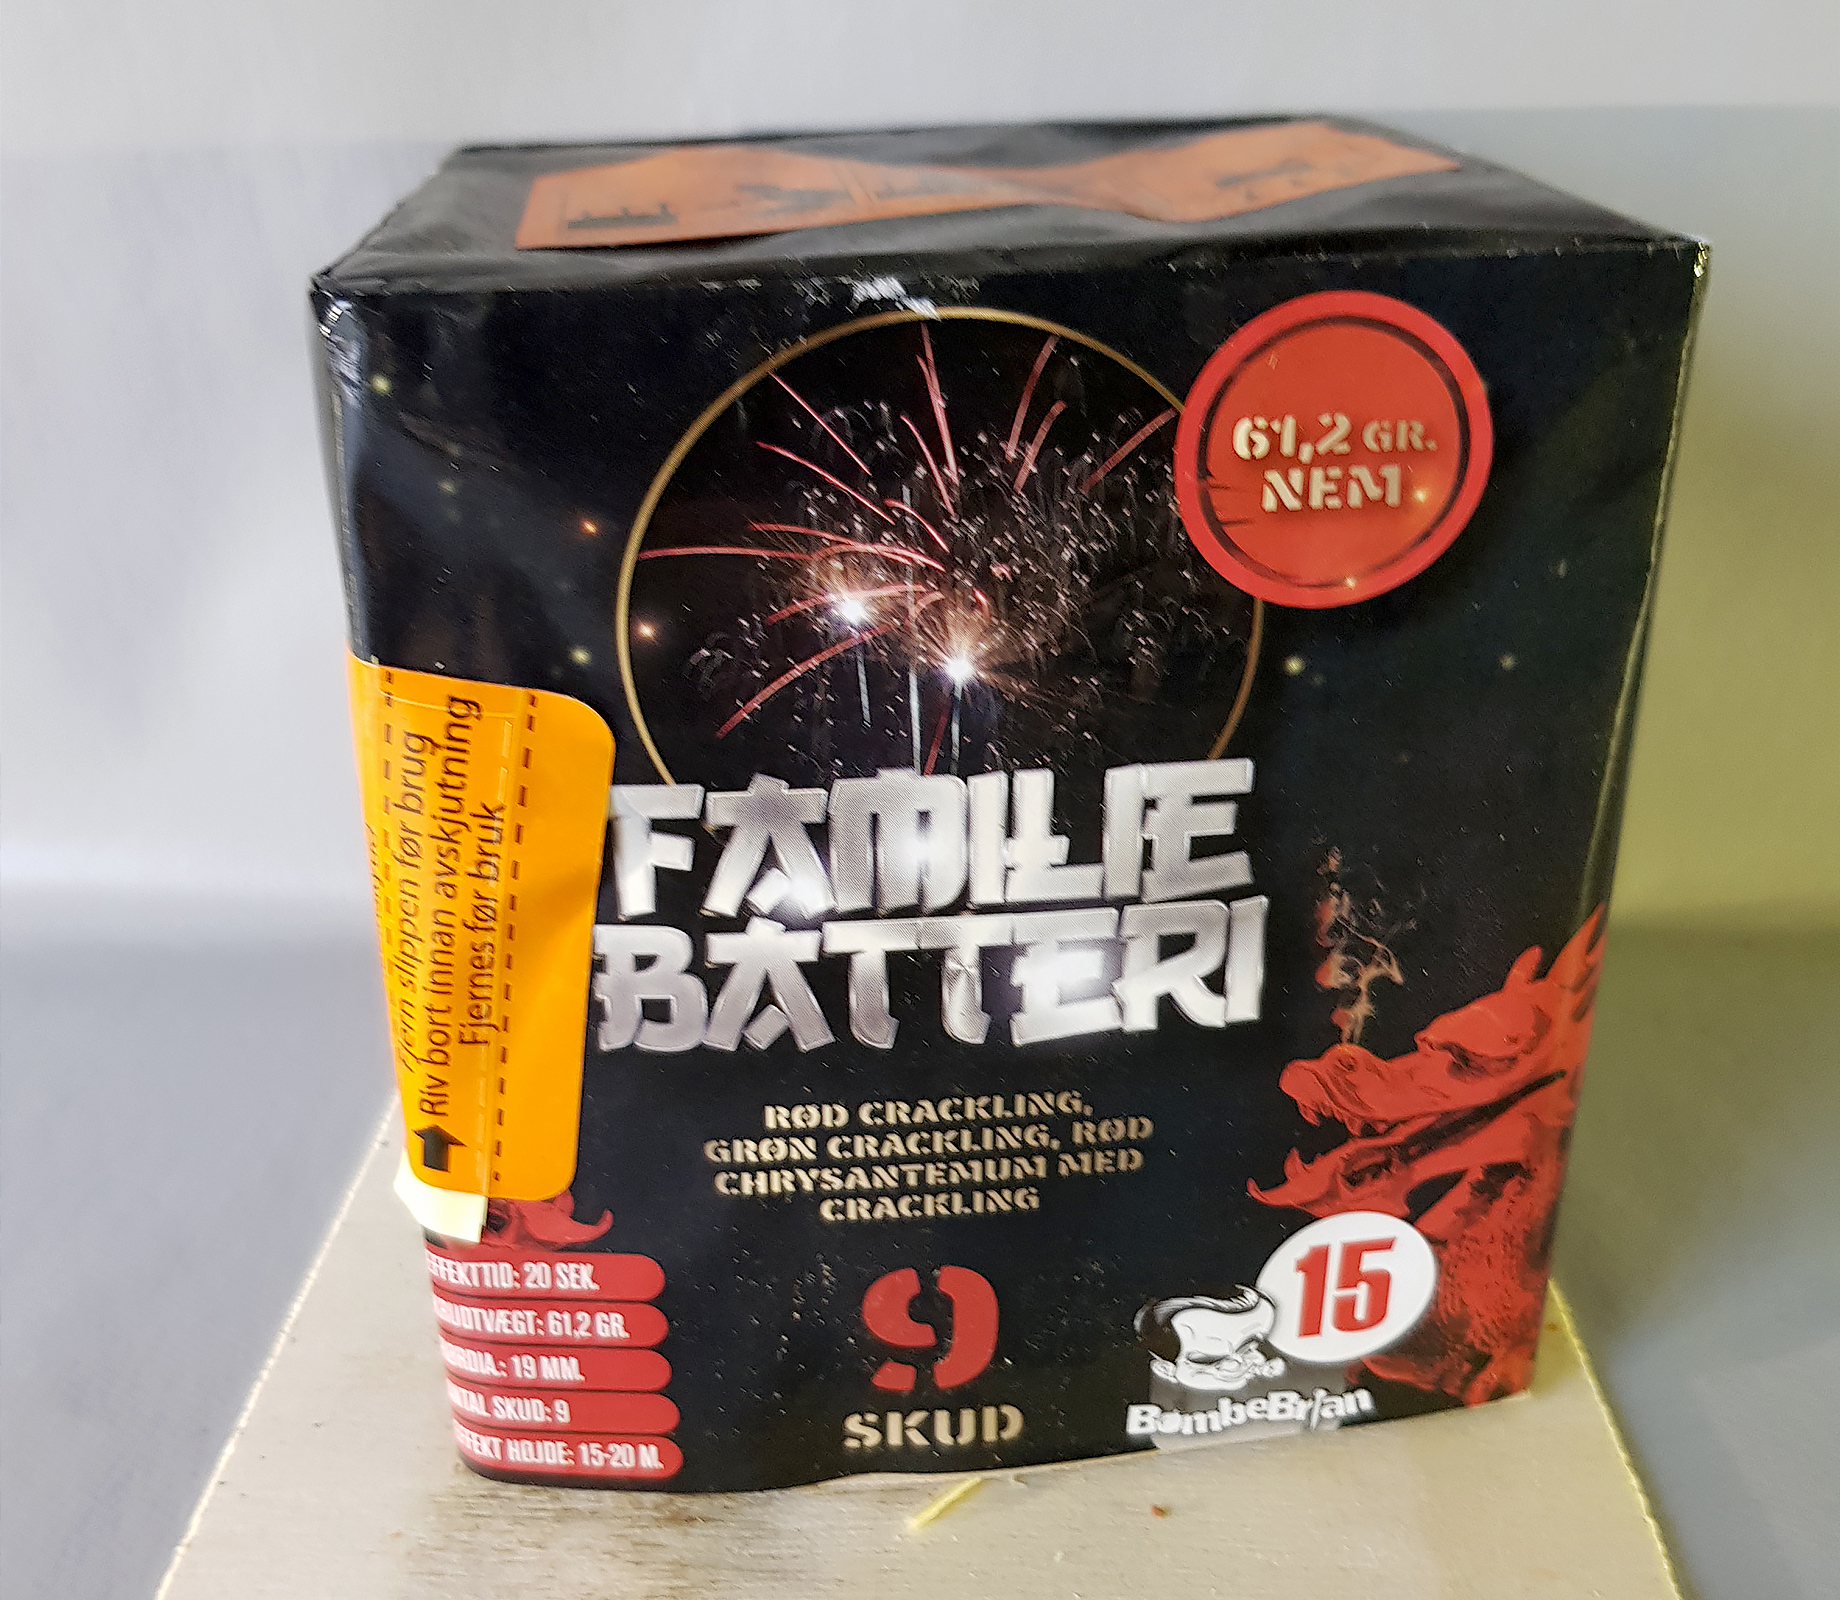 61,2 GR.
NEM
slippen før brug
Riv bort innan avskjutning
Fjernes før bruk
FAMILIE
BATTERI
RØD CRACKLING,
GRØN CRACKLING, RØD
CHRYSANTEMUM MED
CRACKLING
EFFEKTTID: 20 SEK.
61,2 GR.
19 MM.
SKUD: 9
HØJDE: 15-20 M.
9
SKUD
15
BombeBrian